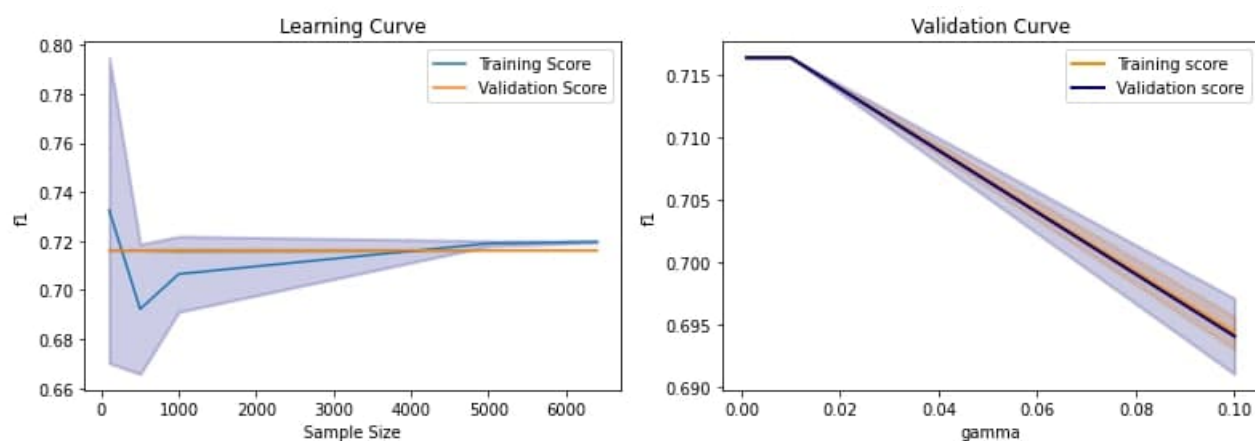 Learning Curve
0.80
0.78
0.76
0.74
0.72
0.70
0.68
0.66
f1
0
1000
2000
3000
4000
5000
6000
Sample Size
Training Score
Validation Score
Validation Curve
0.715
0.710
0.705
0.700
0.695
0.690
f1
0.00
0.02
0.04
0.06
0.08
0.10
gamma
Training score
Validation score